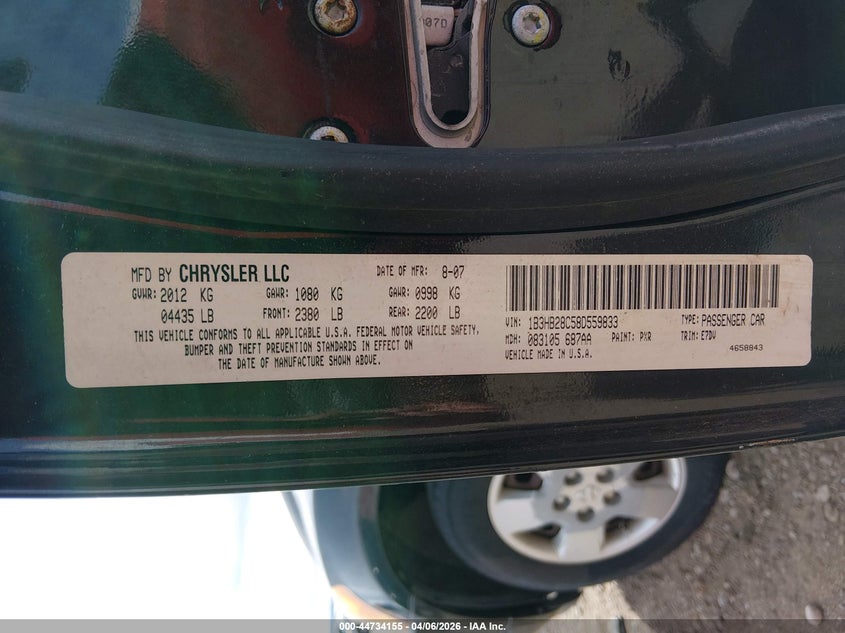 07D
MFD BY CHRYSLER LLC DATE OF MFR: 8-07
GVWR: 2012 KG GAWR: 1080 KG GAWR: 0998 KG
04435 LB FRONT: 2380 LB REAR: 2200 LB
THIS VEHICLE CONFORMS TO ALL APPLICABLE U.S.A. FEDERAL MOTOR VEHICLE SAFETY,
BUMPER AND THEFT PREVENTION STANDARDS IN EFFECT ON
THE DATE OF MANUFACTURE SHOWN ABOVE.
VIN: 1B3HB28C58D559833 TYPE: PASSENGER CAR
MDH: 083105 687AA PAINT: PXR TRIM: E7DV
VEHICLE MADE IN U.S.A. 4658843
000-44734155 - 04/06/2026 - IAA Inc.